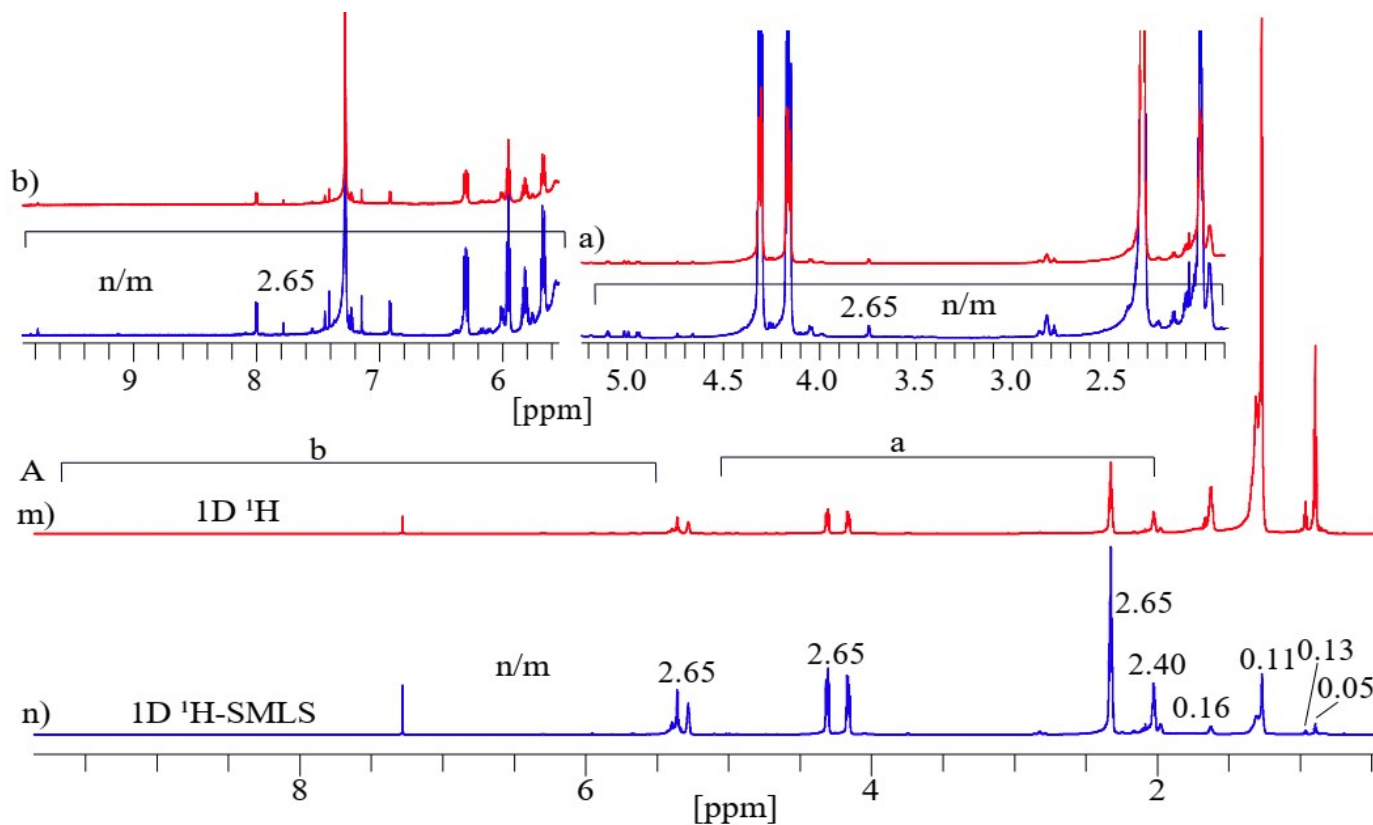 b)
n/m
2.65
9 8 7 6
[ppm]
a)
2.65
n/m
5.0 4.5 4.0 3.5 3.0 2.5
A
b
a
m)
1D ¹H
n)
1D ¹H-SMLS
n/m
2.65
2.65
2.65
2.40
0.16
0.11
0.13
0.05
8 6 4 2
[ppm]